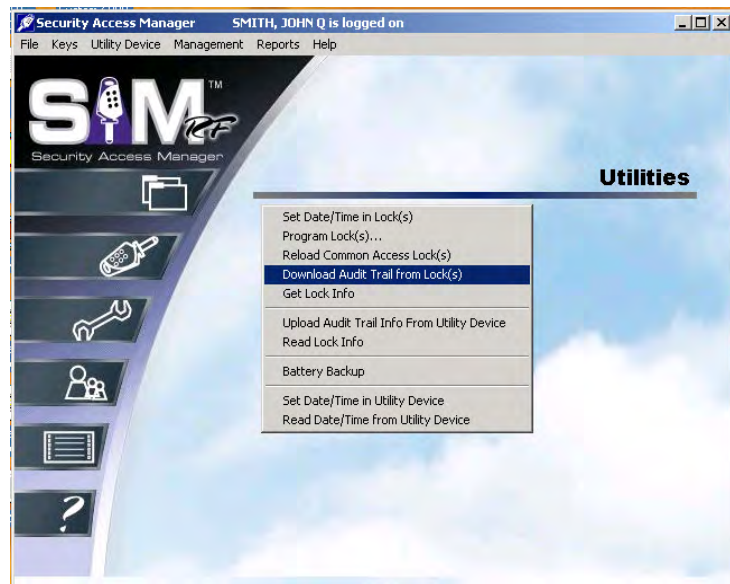 Security Access Manager SMITH, JOHN Q is logged on
File Keys Utility Device Management Reports Help
SAM™
RF
Security Access Manager
Utilities
Set Date/Time in Lock(s)
Program Lock(s)...
Reload Common Access Lock(s)
Download Audit Trail from Lock(s)
Get Lock Info
Upload Audit Trail Info From Utility Device
Read Lock Info
Battery Backup
Set Date/Time in Utility Device
Read Date/Time from Utility Device
?